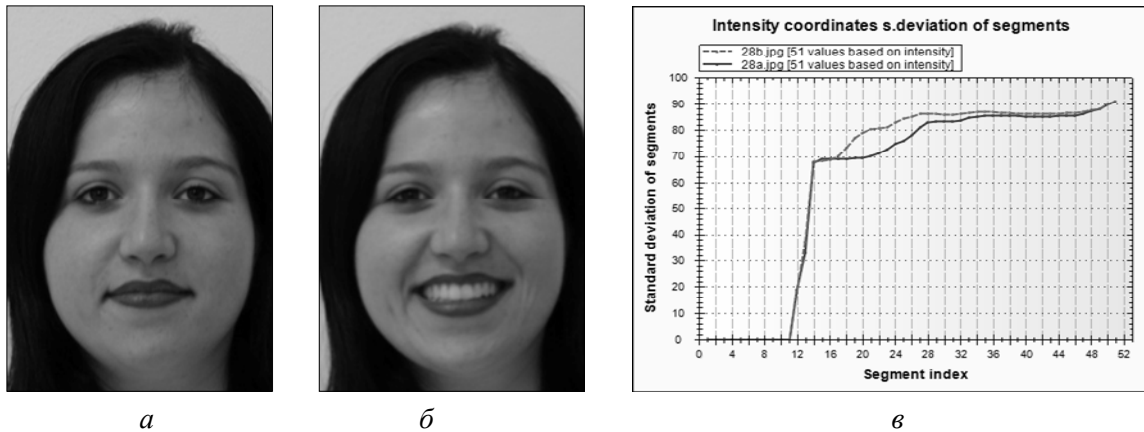 Intensity coordinates s.deviation of segments
28b.jpg [51 values based on intensity]
28a.jpg [51 values based on intensity]
100
90
80
70
60
50
40
30
20
10
0
Standard deviation of segments
0 4 8 12 16 20 24 28 32 36 40 44 48 52
Segment index
а б в